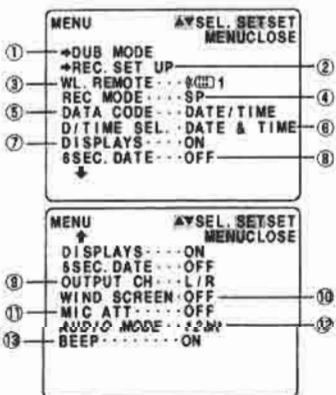 MENU ▲▼SEL. SETSET
MENUCLOSE
① ➔DUB MODE
➔REC. SET UP ②
③ WL. REMOTE 1
REC MODE SP ④
⑤ DATA CODE DATE/TIME
D/TIME SEL. DATE & TIME ⑥
⑦ DISPLAYS ON
6SEC. DATE OFF ⑧
MENU ▲▼SEL. SETSET
MENUCLOSE
DISPLAYS ON
6SEC. DATE OFF
⑨ OUTPUT CH L/R
WIND SCREEN OFF ⑩
⑪ MIC ATT OFF
AUDIO MODE ⑫
⑬ BEEP ON